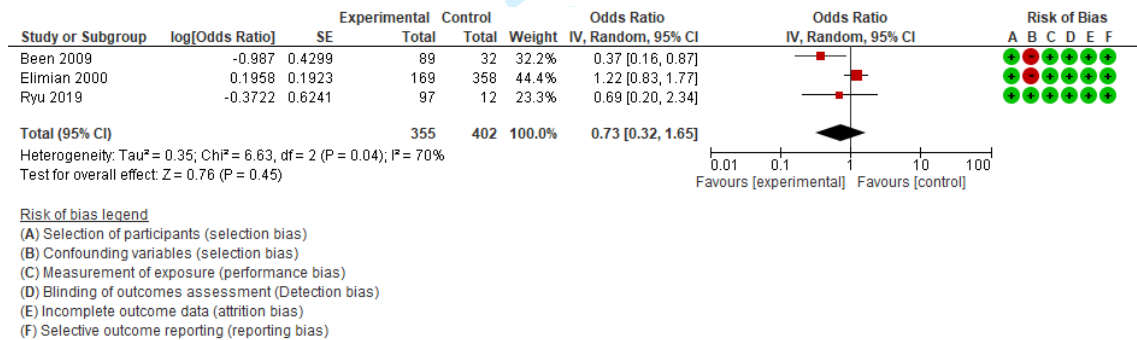 Experimental Control Odds Ratio Odds Ratio Risk of Bias
Study or Subgroup log[Odds Ratio] SE Total Total Weight IV, Random, 95% CI IV, Random, 95% CI A B C D E F
Been 2009 -0.987 0.4299 89 32 32.2% 0.37 [0.16, 0.87] + - + + + +
Elimian 2000 0.1958 0.1923 169 358 44.4% 1.22 [0.83, 1.77] + - + + + +
Ryu 2019 -0.3722 0.6241 97 12 23.3% 0.69 [0.20, 2.34] + + + + + +
Total (95% CI) 355 402 100.0% 0.73 [0.32, 1.65]
Heterogeneity: Tau² = 0.35; Chi² = 6.63, df = 2 (P = 0.04); I² = 70%
Test for overall effect: Z = 0.76 (P = 0.45)
0.01 0.1 1 10 100
Favours [experimental] Favours [control]
Risk of bias legend
(A) Selection of participants (selection bias)
(B) Confounding variables (selection bias)
(C) Measurement of exposure (performance bias)
(D) Blinding of outcomes assessment (Detection bias)
(E) Incomplete outcome data (attrition bias)
(F) Selective outcome reporting (reporting bias)